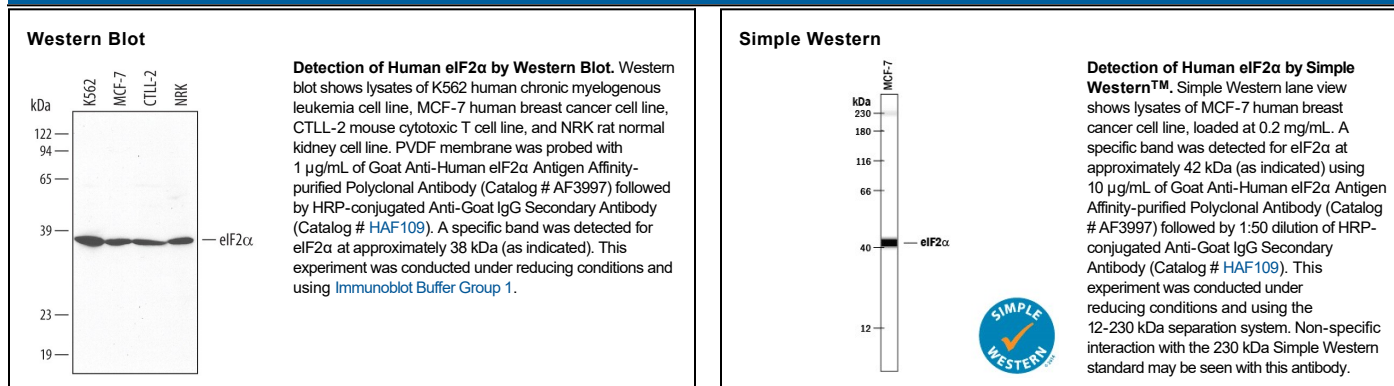 Western Blot
K562
MCF-7
CTLL-2
NRK
kDa
122
94
65
39
23
19
eIF2α
Detection of Human eIF2α by Western Blot. Western
blot shows lysates of K562 human chronic myelogenous
leukemia cell line, MCF-7 human breast cancer cell line,
CTLL-2 mouse cytotoxic T cell line, and NRK rat normal
kidney cell line. PVDF membrane was probed with
1 µg/mL of Goat Anti-Human eIF2α Antigen Affinity-
purified Polyclonal Antibody (Catalog # AF3997) followed
by HRP-conjugated Anti-Goat IgG Secondary Antibody
(Catalog # HAF109). A specific band was detected for
eIF2α at approximately 38 kDa (as indicated). This
experiment was conducted under reducing conditions and
using Immunoblot Buffer Group 1.
Simple Western
MCF-7
kDa
230
180
116
66
40
12
eIF2α
SIMPLE
WESTERN
Detection of Human eIF2α by Simple
Western™. Simple Western lane view
shows lysates of MCF-7 human breast
cancer cell line, loaded at 0.2 mg/mL. A
specific band was detected for eIF2α at
approximately 42 kDa (as indicated) using
10 µg/mL of Goat Anti-Human eIF2α Antigen
Affinity-purified Polyclonal Antibody (Catalog
# AF3997) followed by 1:50 dilution of HRP-
conjugated Anti-Goat IgG Secondary
Antibody (Catalog # HAF109). This
experiment was conducted under
reducing conditions and using the
12-230 kDa separation system. Non-specific
interaction with the 230 kDa Simple Western
standard may be seen with this antibody.